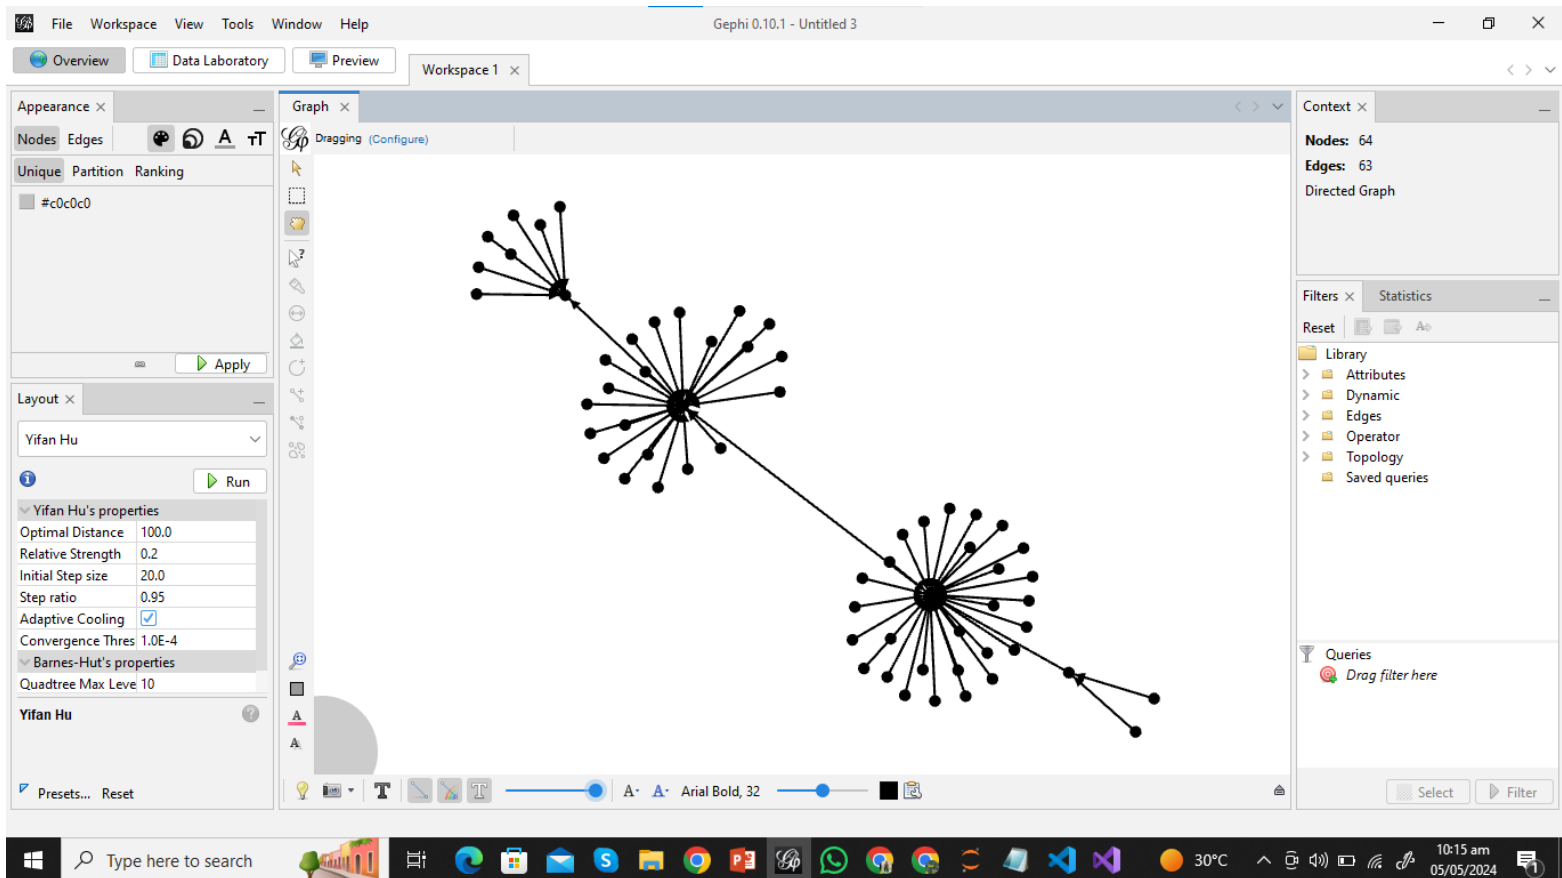 File Workspace View Tools Window Help Gephi 0.10.1 - Untitled 3
Overview Data Laboratory Preview Workspace 1
Appearance
Nodes Edges A TT
Unique Partition Ranking
#c0c0c0
Apply
Layout
Yifan Hu
Run
Yifan Hu's properties
Optimal Distance 100.0
Relative Strength 0.2
Initial Step size 20.0
Step ratio 0.95
Adaptive Cooling
Convergence Thres 1.0E-4
Barnes-Hut's properties
Quadtree Max Leve 10
Yifan Hu
Presets... Reset
Graph
Dragging (Configure)
A
A
T T A- A- Arial Bold, 32
Context
Nodes: 64
Edges: 63
Directed Graph
Filters Statistics
Reset
Library
Attributes
Dynamic
Edges
Operator
Topology
Saved queries
Queries
Drag filter here
Select Filter
Type here to search 30°C 10:15 am
05/05/2024
1